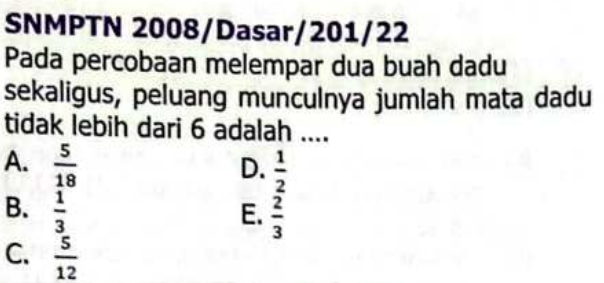 SNMPTN 2008/Dasar/201/22
Pada percobaan melempar dua buah dadu
sekaligus, peluang munculnya jumlah mata dadu
tidak lebih dari 6 adalah ....
A. 5/18
B. 1/3
C. 5/12
D. 1/2
E. 2/3